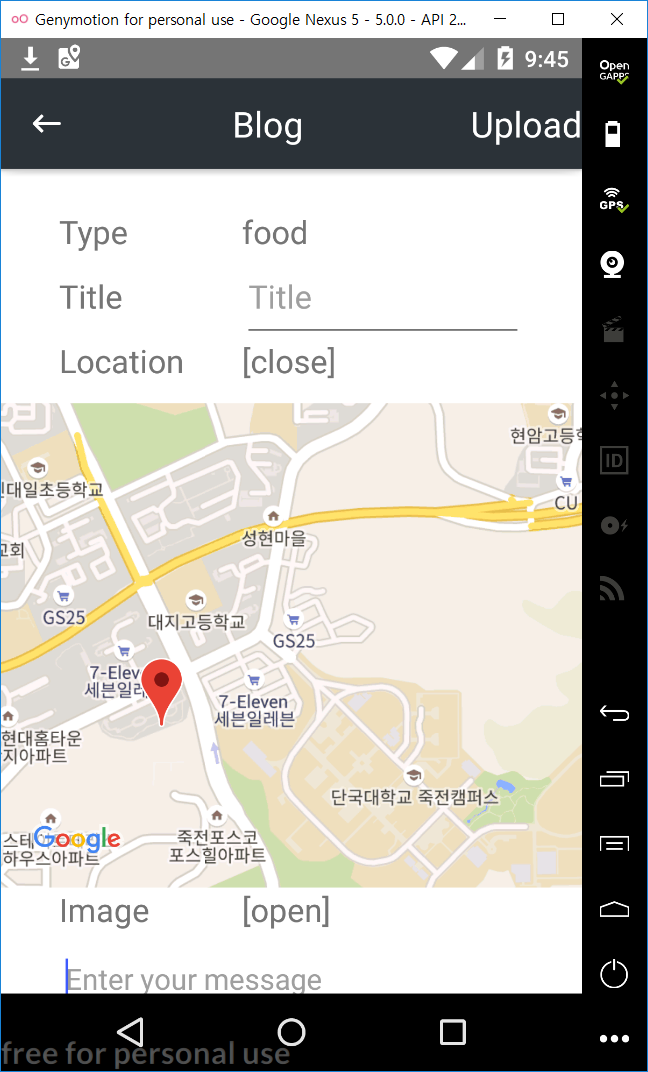 Genymotion for personal use - Google Nexus 5 - 5.0.0 - API 2...
9:45
Open
GAPPS
Blog
Upload
GPS
Type
food
Title
Title
Location
[close]
현암고등학
대일초등학교
ID
CU
성현마을
교회
GS25
대지고등학교
GS25
7-Eleven
세븐일레
7-Eleven
세븐일레븐
현대홈타운
지아파트
단국대학교 죽전캠퍼스
Google
스테
하우스아파트
죽전포스코
포스힐아파트
Image
[open]
Enter your message
free for personal use